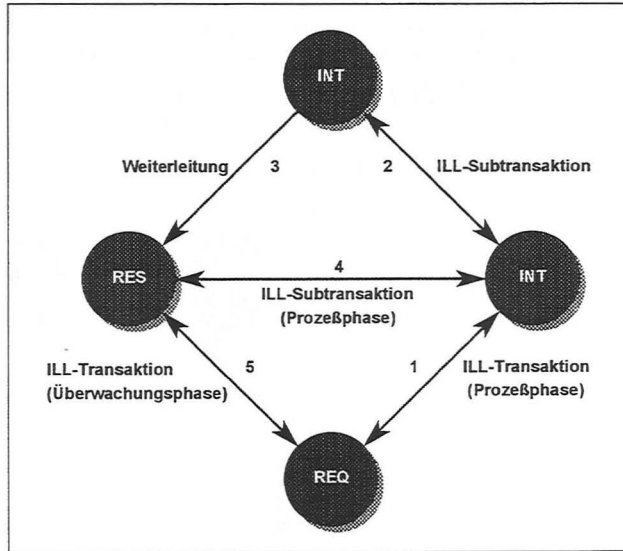 INT
Weiterleitung 3 2 ILL-Subtransaktion
RES 4 INT
ILL-Subtransaktion
(Prozeßphase)
ILL-Transaktion 5 1 ILL-Transaktion
(Überwachungsphase) (Prozeßphase)
REQ